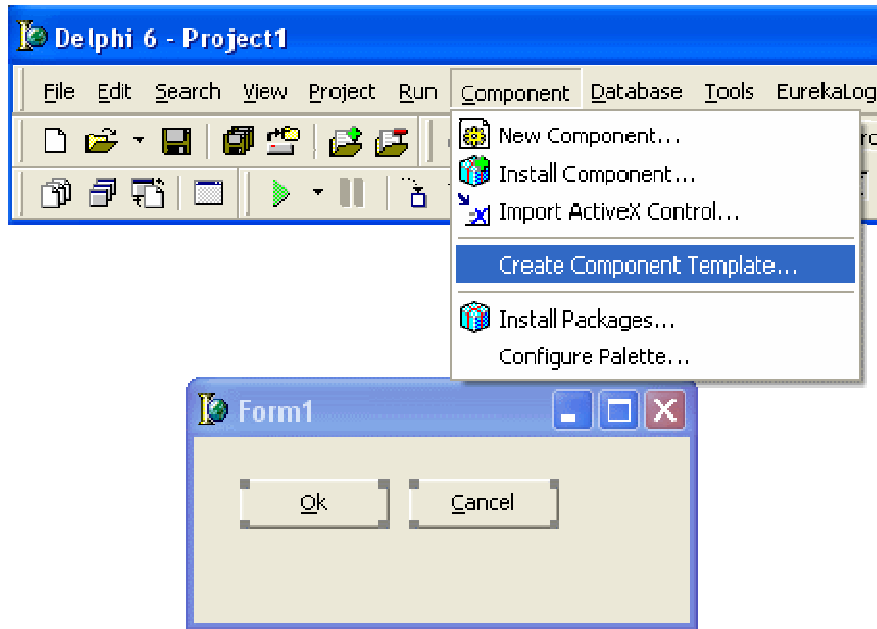 Delphi 6 - Project1
File Edit Search View Project Run Component Database Tools EurekaLog
New Component...
Install Component...
Import ActiveX Control...
Create Component Template...
Install Packages...
Configure Palette...
Form1
Ok Cancel